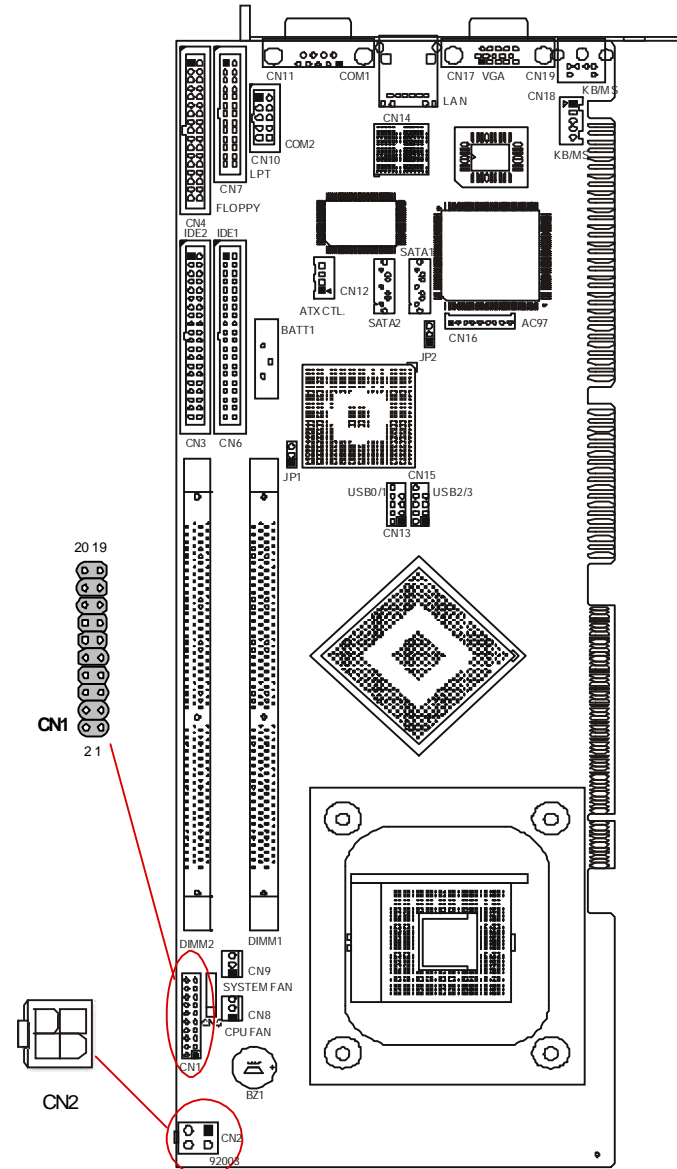 CN11
COM1
CN17
VGA
CN19
KB/MS
CN18
LAN
CN14
COM2
CN10
LPT
CN7
FLOPPY
CN4
KB/MS
IDE2
IDE1
SATA1
CN12
ATX CTL.
SATA2
AC97
CN16
BATT1
JP2
CN3
CN6
JP1
CN15
USB0/1
USB2/3
CN13
20 19
CN1
2 1
DIMM2
DIMM1
CN9
SYSTEM FAN
CN8
CPU FAN
CN1
BZ1
CN2
CN2
92003